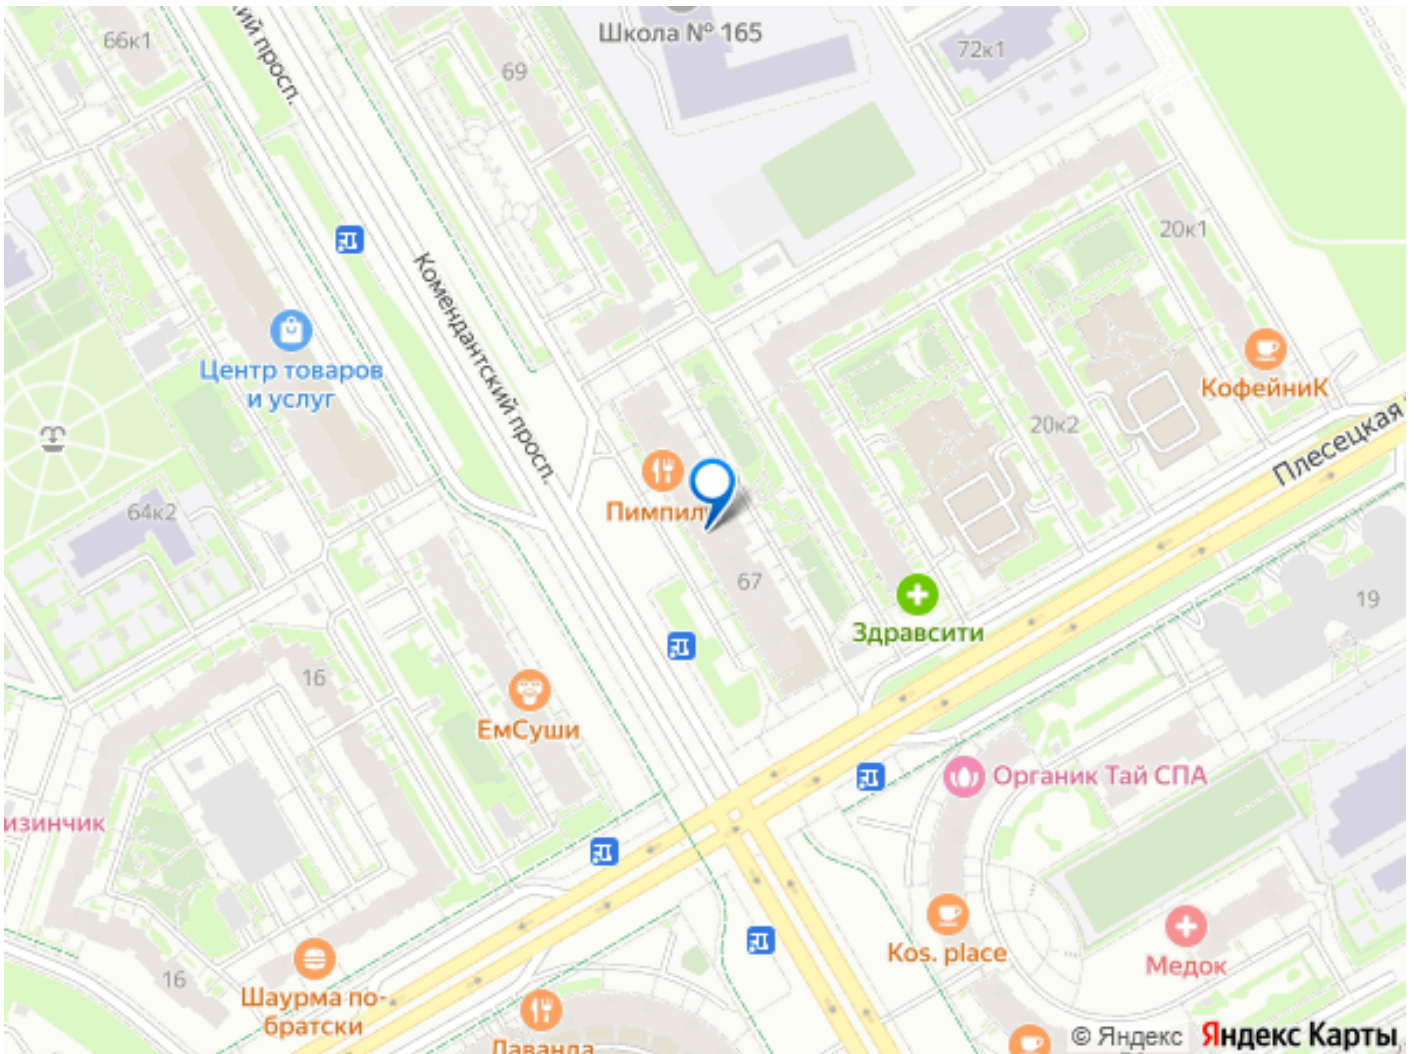 66к1
ий просп.
Школа № 165
72к1
69
20к1
Комендантский просп.
Центр товаров
и услуг
КофейниК
20к2
Плесецкая
Пимпил
64к2
67
19
Здравсити
16
ЕмСуши
Органик Тай СПА
изинчик
Kos. place
Медок
16
Шаурма по-
братски
Лаванда
© Яндекс
Яндекс Карты